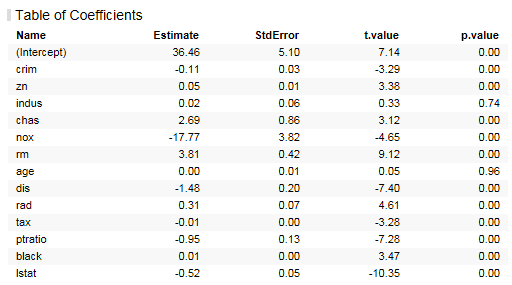 Table of Coefficients
Name Estimate StdError t.value p.value
(Intercept) 36.46 5.10 7.14 0.00
crim -0.11 0.03 -3.29 0.00
zn 0.05 0.01 3.38 0.00
indus 0.02 0.06 0.33 0.74
chas 2.69 0.86 3.12 0.00
nox -17.77 3.82 -4.65 0.00
rm 3.81 0.42 9.12 0.00
age 0.00 0.01 0.05 0.96
dis -1.48 0.20 -7.40 0.00
rad 0.31 0.07 4.61 0.00
tax -0.01 0.00 -3.28 0.00
ptratio -0.95 0.13 -7.28 0.00
black 0.01 0.00 3.47 0.00
lstat -0.52 0.05 -10.35 0.00